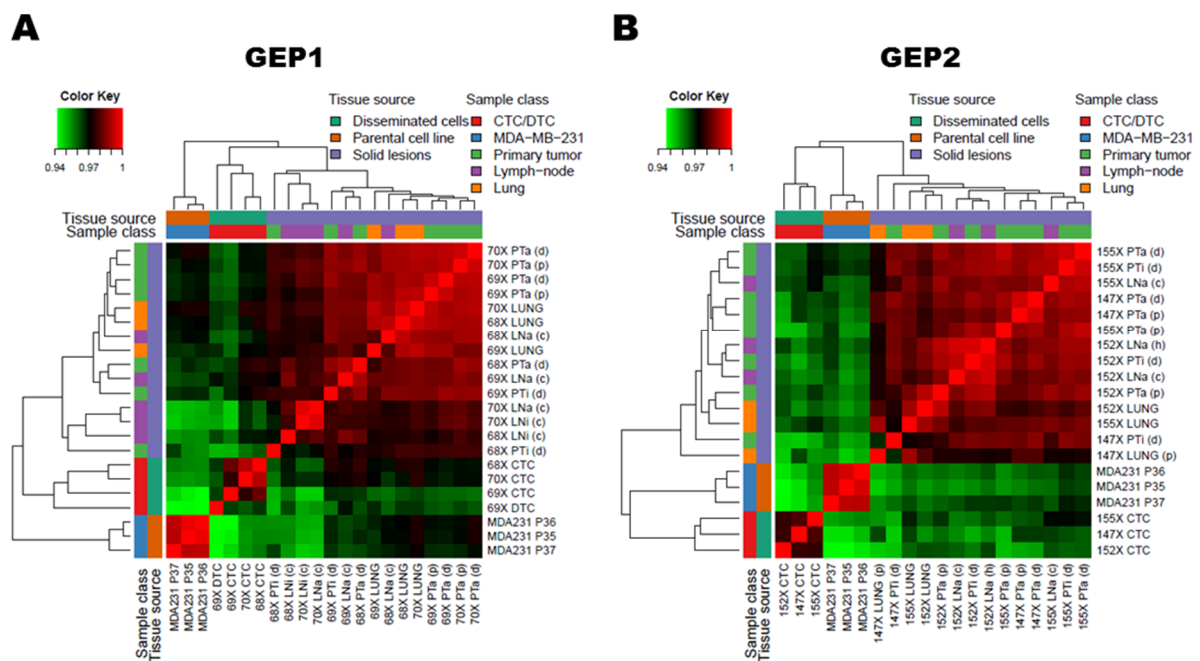 A
GEP1
Color Key
0.94 0.97 1
Tissue source
Disseminated cells
Parental cell line
Solid lesions
Sample class
CTC/DTC
MDA-MB-231
Primary tumor
Lymph-node
Lung
Tissue source
Sample class
70X PTa (d)
70X PTa (p)
69X PTa (d)
69X PTa (p)
70X LUNG
68X LUNG
68X LNa (c)
69X LUNG
68X PTa (d)
69X LNa (c)
69X PTi (d)
70X LNa (c)
70X LNi (c)
68X LNi (c)
68X PTi (d)
68X CTC
70X CTC
69X CTC
69X DTC
MDA231 P36
MDA231 P35
MDA231 P37
Sample class
Tissue source
MDA231 P37
MDA231 P35
MDA231 P36
69X DTC
69X CTC
70X CTC
68X CTC
68X PTi (d)
68X LNi (c)
70X LNi (c)
70X LNa (c)
69X PTi (d)
69X LNa (c)
68X PTa (d)
69X LUNG
68X LNa (c)
68X LUNG
70X LUNG
69X PTa (p)
69X PTa (d)
70X PTa (p)
70X PTa (d)
B
GEP2
Color Key
0.94 0.97 1
Tissue source
Disseminated cells
Parental cell line
Solid lesions
Sample class
CTC/DTC
MDA-MB-231
Primary tumor
Lymph-node
Lung
Tissue source
Sample class
155X PTa (d)
155X PTi (d)
155X LNa (c)
147X PTa (d)
147X PTa (p)
155X PTa (p)
152X LNa (h)
152X PTi (d)
152X LNa (c)
152X PTa (p)
152X LUNG
155X LUNG
147X PTi (d)
147X LUNG (p)
MDA231 P36
MDA231 P35
MDA231 P37
155X CTC
147X CTC
152X CTC
Sample class
Tissue source
152X CTC
147X CTC
155X CTC
MDA231 P37
MDA231 P35
MDA231 P36
147X LUNG (p)
147X PTi (d)
155X LUNG
152X LUNG
152X PTa (p)
152X LNa (c)
152X PTi (d)
152X LNa (h)
155X PTa (p)
147X PTa (p)
147X PTa (d)
155X LNa (c)
155X PTi (d)
155X PTa (d)